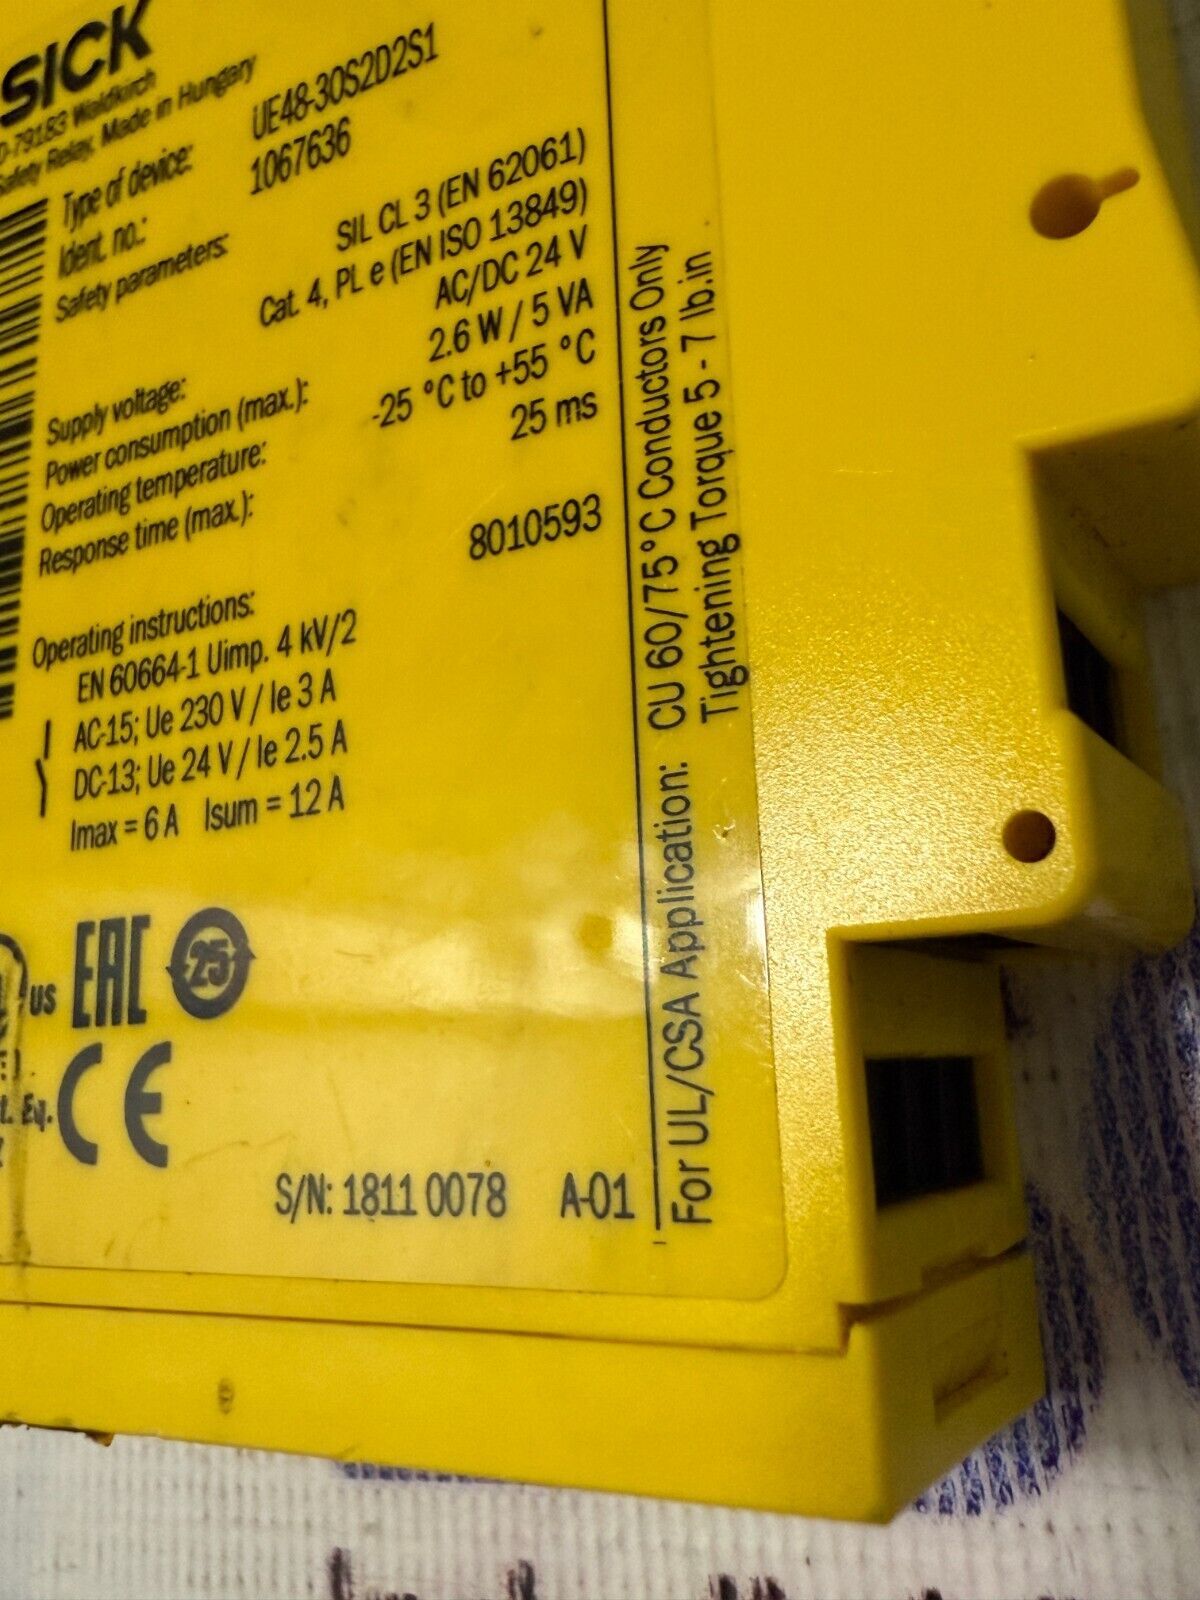 SICK
D-79183 Waldkirch
Safety Relay, Made in Hungary
Type of device: UE48-3OS2D2S1
Ident. no.: 1067636
Safety parameters:
SIL CL 3 (EN 62061)
Cat. 4, PL e (EN ISO 13849)
Supply voltage: AC/DC 24 V
Power consumption (max.): 2.6 W / 5 VA
Operating temperature: -25 °C to +55 °C
Response time (max.): 25 ms
Operating instructions: 8010593
EN 60664-1 Uimp. 4 kV/2
AC-15; Ue 230 V / Ie 3 A
DC-13; Ue 24 V / Ie 2.5 A
Imax = 6 A Isum = 12 A
us EAC 25
Eq. CE
S/N: 1811 0078 A-01
For UL/CSA Application: CU 60/75°C Conductors Only
Tightening Torque 5 - 7 lb.in